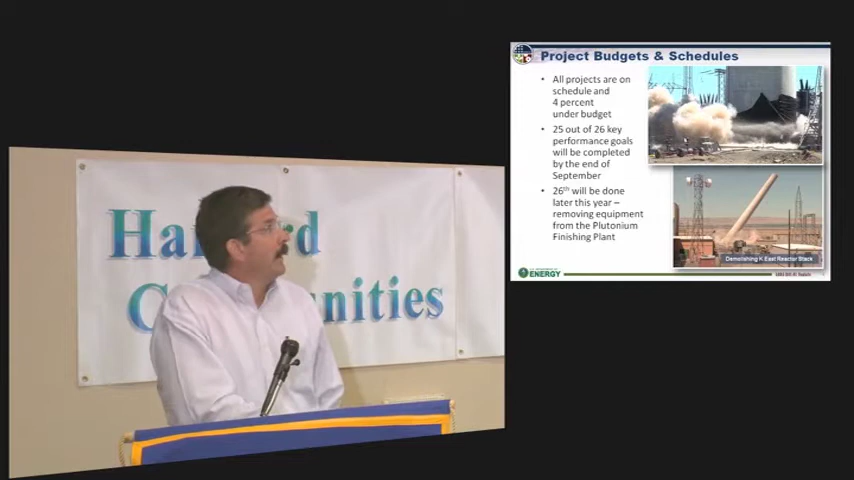 Project Budgets & Schedules
• All projects are on
schedule and
4 percent
under budget
• 25 out of 26 key
performance goals
will be completed
by the end of
September
• 26th will be done
later this year –
removing equipment
from the Plutonium
Finishing Plant
Demolishing K East Reactor Stack
ENERGY
Ha rd
C nities